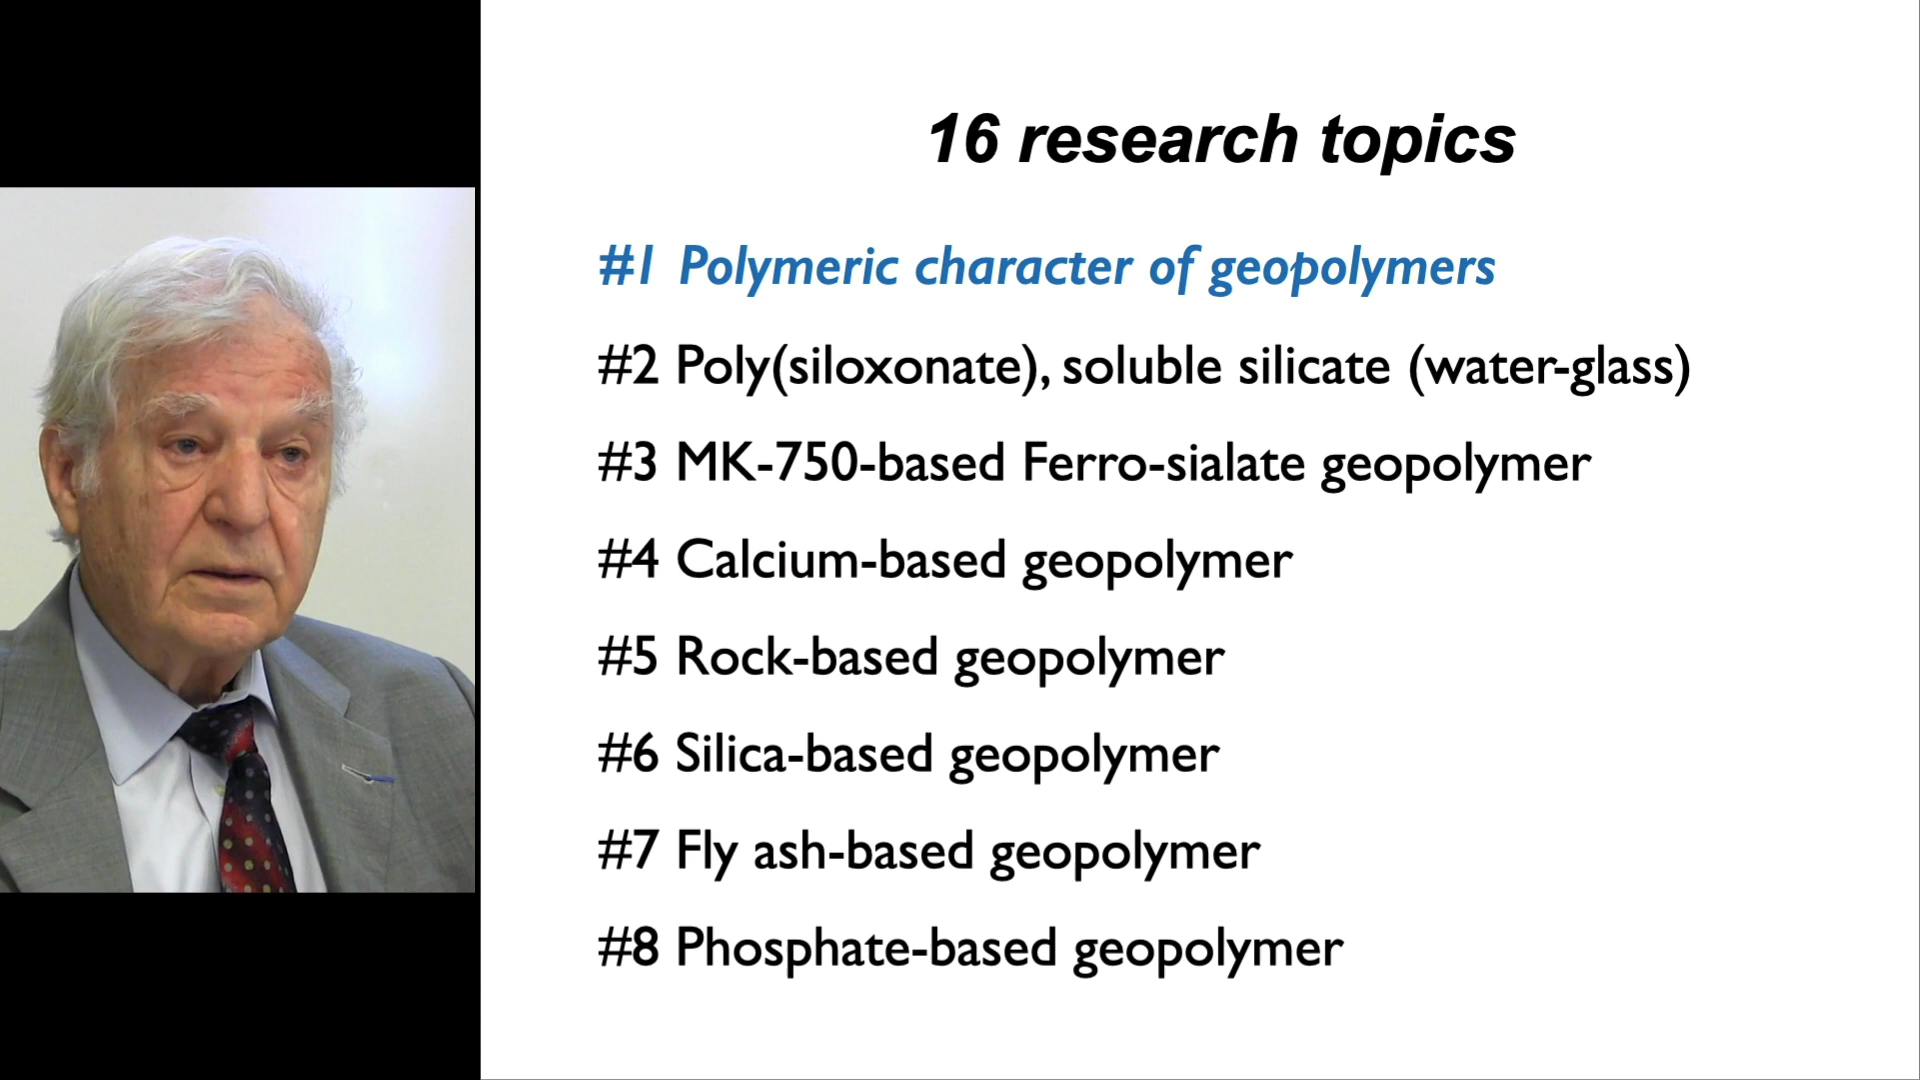 16 research topics
#1 Polymeric character of geopolymers
#2 Poly(siloxonate), soluble silicate (water-glass)
#3 MK-750-based Ferro-sialate geopolymer
#4 Calcium-based geopolymer
#5 Rock-based geopolymer
#6 Silica-based geopolymer
#7 Fly ash-based geopolymer
#8 Phosphate-based geopolymer